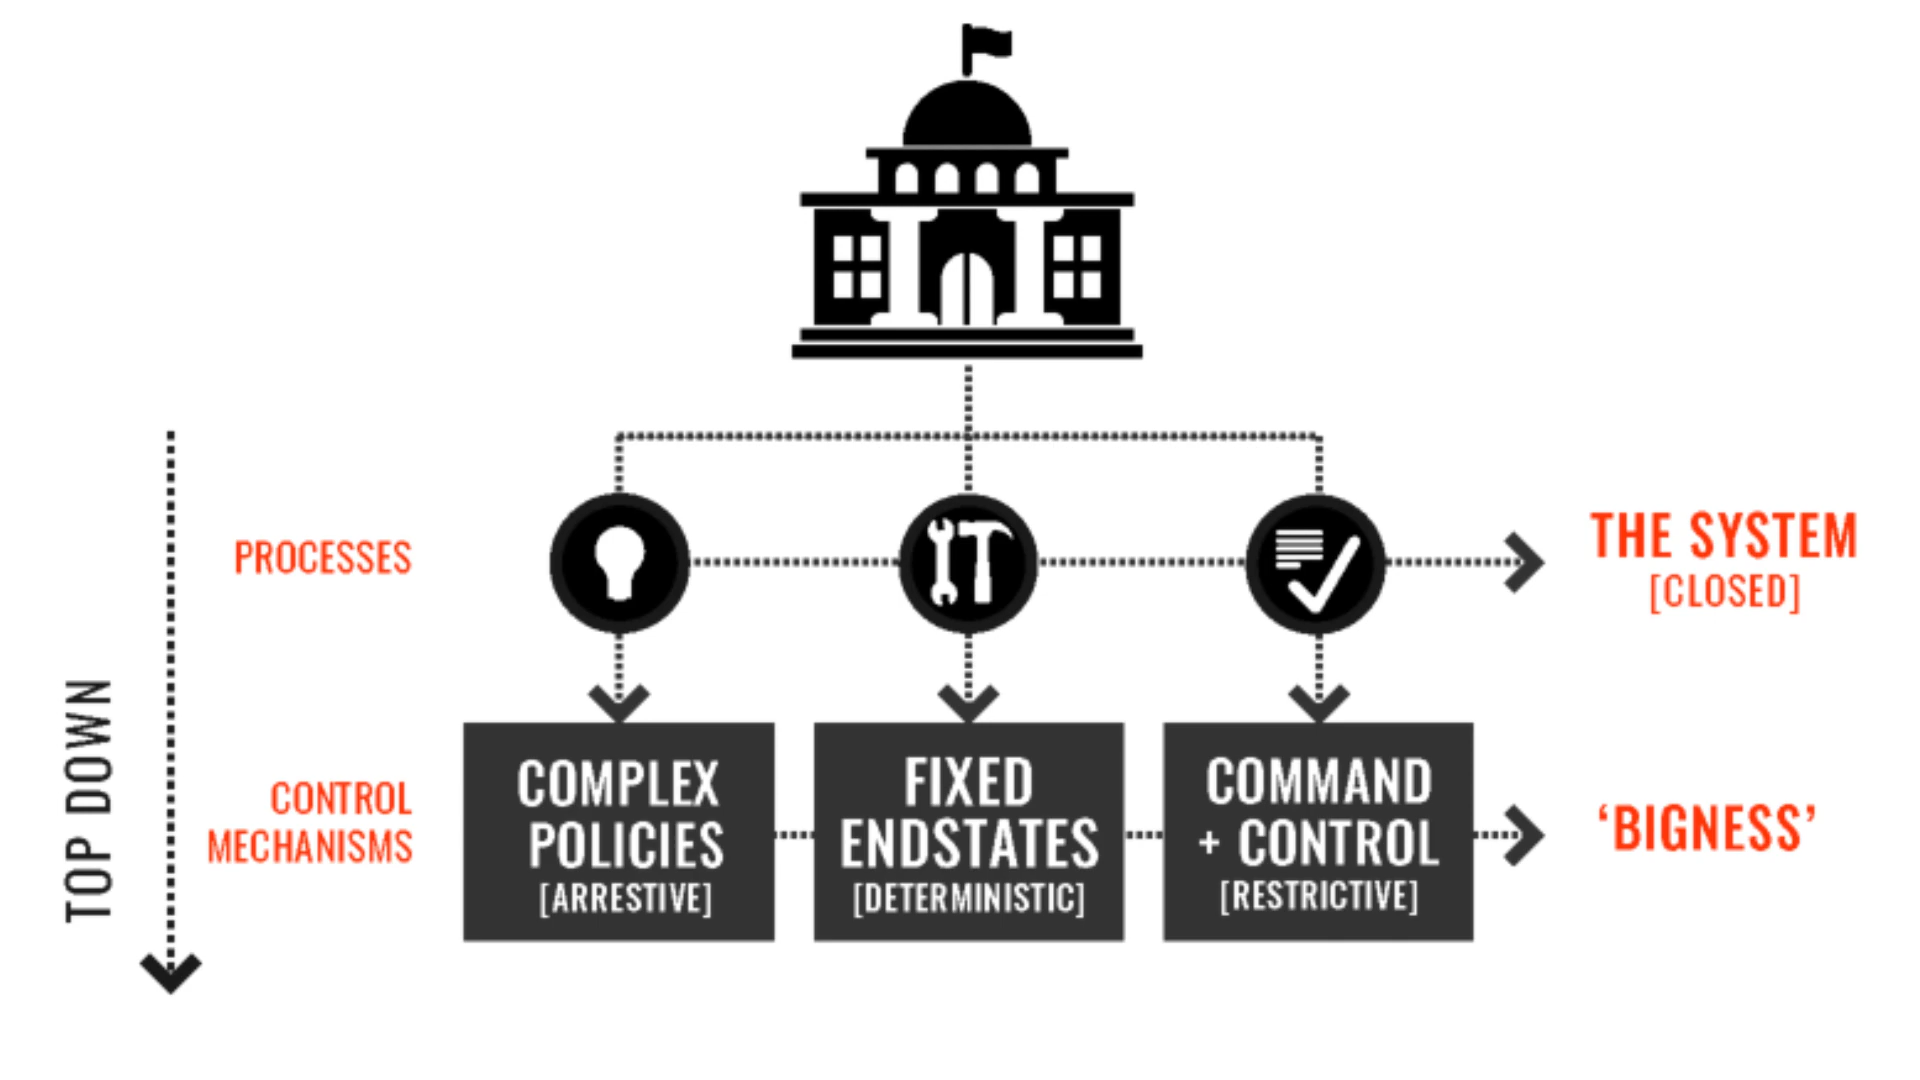 PROCESSES
THE SYSTEM
[CLOSED]
TOP DOWN
CONTROL
MECHANISMS
COMPLEX
POLICIES
[ARRESTIVE]
FIXED
ENDSTATES
[DETERMINISTIC]
COMMAND
+ CONTROL
[RESTRICTIVE]
‘BIGNESS’